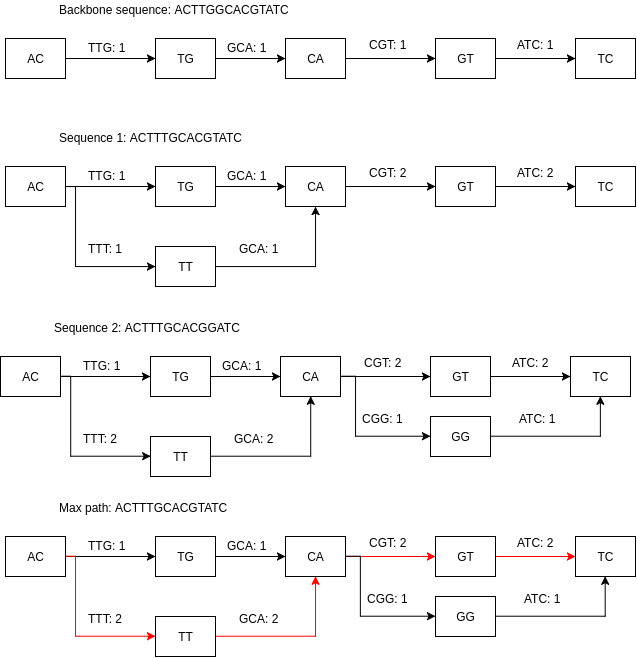 Backbone sequence: ACTTGGCACGTATC
AC TTG: 1 TG GCA: 1 CA CGT: 1 GT ATC: 1 TC
Sequence 1: ACTTTGCACGTATC
AC TTG: 1 TG GCA: 1 CA CGT: 2 GT ATC: 2 TC
TTT: 1 TT GCA: 1
Sequence 2: ACTTTGCACGGATC
AC TTG: 1 TG GCA: 1 CA CGT: 2 GT ATC: 2 TC
TTT: 2 TT GCA: 2 CGG: 1 GG ATC: 1
Max path: ACTTTGCACGTATC
AC TTG: 1 TG GCA: 1 CA CGT: 2 GT ATC: 2 TC
TTT: 2 TT GCA: 2 CGG: 1 GG ATC: 1